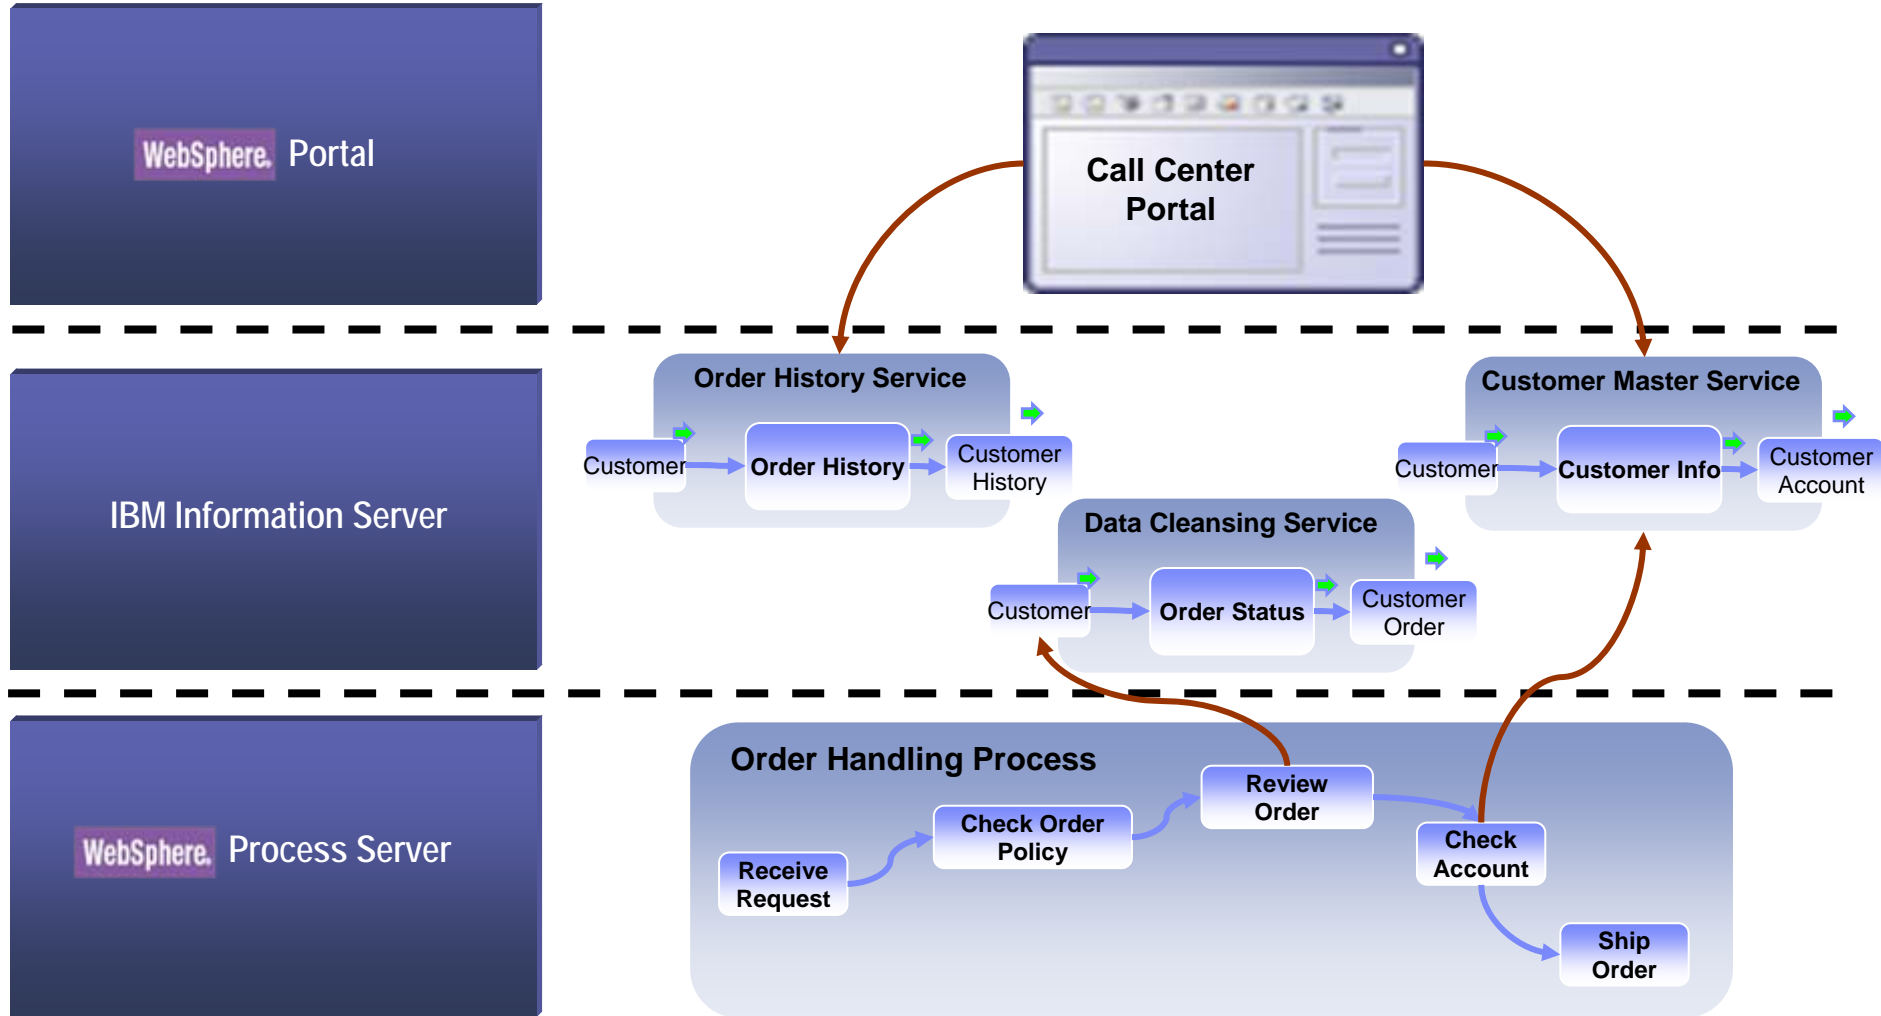 WebSphere. Portal
Call Center
Portal
Order History Service
Customer
Order History
Customer
History
Customer Master Service
Customer
Customer Info
Customer
Account
IBM Information Server
Data Cleansing Service
Customer
Order Status
Customer
Order
WebSphere. Process Server
Order Handling Process
Receive
Request
Check Order
Policy
Review
Order
Check
Account
Ship
Order